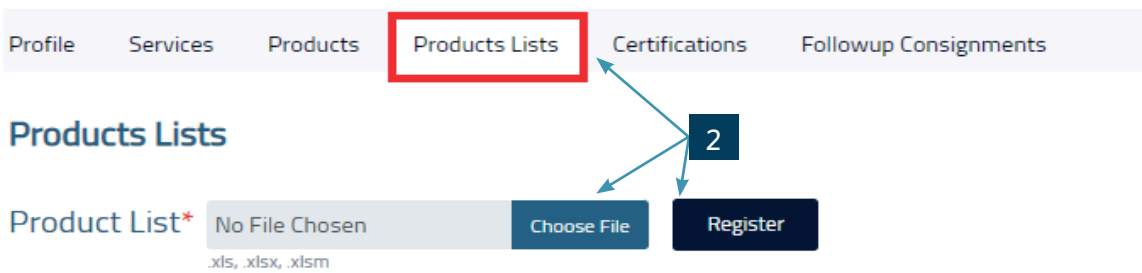 Profile Services Products Products Lists Certifications Followup Consignments
Products Lists
2
Product List* No File Chosen Choose File Register
.xls, .xlsx, .xlsm